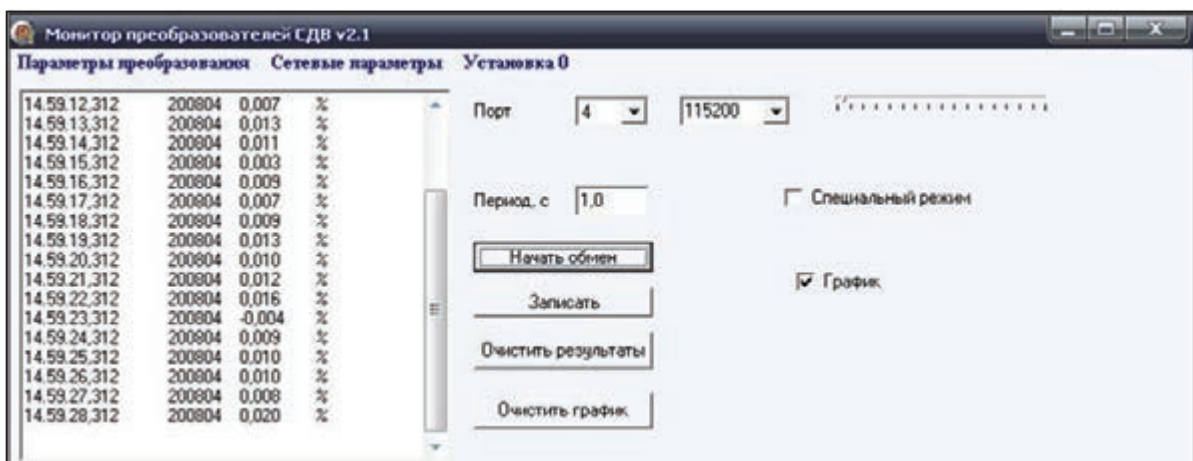 Монитор преобразователей СДВ v2.1
Параметры преобразования Сетевые параметры Установка 0
14.59.12,312 200804 0,007 %
14.59.13,312 200804 0,013 %
14.59.14,312 200804 0,011 %
14.59.15,312 200804 0,003 %
14.59.16,312 200804 0,009 %
14.59.17,312 200804 0,007 %
14.59.18,312 200804 0,009 %
14.59.19,312 200804 0,013 %
14.59.20,312 200804 0,010 %
14.59.21,312 200804 0,012 %
14.59.22,312 200804 0,016 %
14.59.23,312 200804 -0,004 %
14.59.24,312 200804 0,009 %
14.59.25,312 200804 0,010 %
14.59.26,312 200804 0,010 %
14.59.27,312 200804 0,008 %
14.59.28,312 200804 0,020 %
Порт 4 115200
Период, с 1,0
Специальный режим
Начать обмен
График
Записать
Очистить результаты
Очистить график